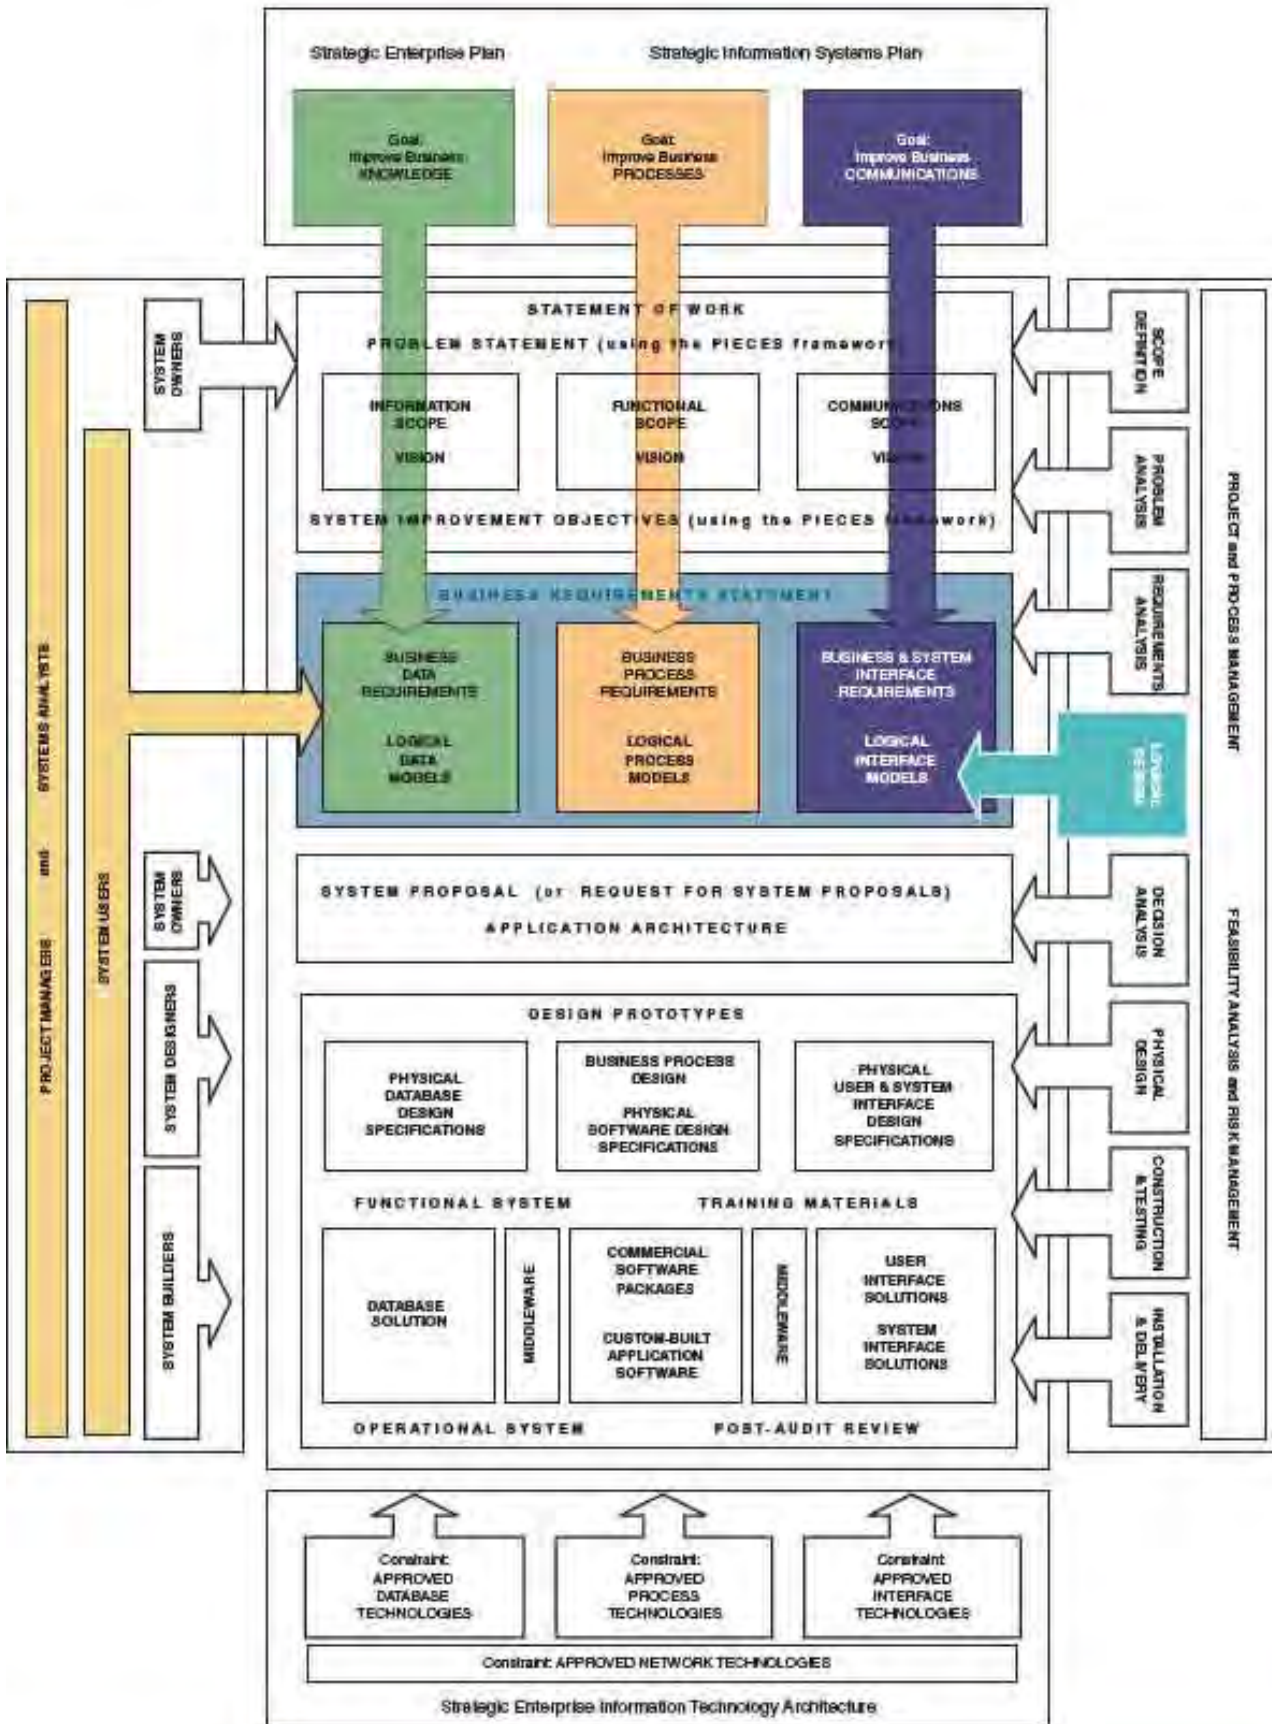 Strategic Enterprise Plan
Strategic Information Systems Plan
Goal:
Improve Business
KNOWLEDGE
Goal:
Improve Business
PROCESSES
Goal:
Improve Business
COMMUNICATIONS
PROJECT MANAGERS and SYSTEMS ANALYSTS
SYSTEM USERS
SYSTEM
OWNERS
STATEMENT OF WORK
PROBLEM STATEMENT (using the PIECES framework
INFORMATION
SCOPE
VISION
FUNCTIONAL
SCOPE
VISION
COMMUNICATIONS
SCOPE
VISION
SYSTEM IMPROVEMENT OBJECTIVES (using the PIECES framework)
BUSINESS REQUIREMENTS STATEMENT
BUSINESS
DATA
REQUIREMENTS
LOGICAL
DATA
MODELS
BUSINESS
PROCESS
REQUIREMENTS
LOGICAL
PROCESS
MODELS
BUSINESS & SYSTEM
INTERFACE
REQUIREMENTS
LOGICAL
INTERFACE
MODELS
SYSTEM
OWNERS
SYSTEM PROPOSAL (or REQUEST FOR SYSTEM PROPOSALS)
APPLICATION ARCHITECTURE
SYSTEM DESIGNERS
DESIGN PROTOTYPES
PHYSICAL
DATABASE
DESIGN
SPECIFICATIONS
BUSINESS PROCESS
DESIGN
PHYSICAL
SOFTWARE DESIGN
SPECIFICATIONS
PHYSICAL
USER & SYSTEM
INTERFACE
DESIGN
SPECIFICATIONS
SYSTEM BUILDERS
FUNCTIONAL SYSTEM
TRAINING MATERIALS
DATABASE
SOLUTION
MIDDLEWARE
COMMERCIAL
SOFTWARE
PACKAGES
CUSTOM-BUILT
APPLICATION
SOFTWARE
MIDDLEWARE
USER
INTERFACE
SOLUTIONS
SYSTEM
INTERFACE
SOLUTIONS
OPERATIONAL SYSTEM
POST-AUDIT REVIEW
SCOPE
DEFINITION
PROBLEM
ANALYSIS
REQUIREMENTS
ANALYSIS
LOGICAL
DESIGN
DECISION
ANALYSIS
PHYSICAL
DESIGN
CONSTRUCTION
& TESTING
INSTALLATION
& DELIVERY
PROJECT and PROCESS MANAGEMENT
FEASIBILITY ANALYSIS and RISK MANAGEMENT
Constraint:
APPROVED
DATABASE
TECHNOLOGIES
Constraint:
APPROVED
PROCESS
TECHNOLOGIES
Constraint:
APPROVED
INTERFACE
TECHNOLOGIES
Constraint: APPROVED NETWORK TECHNOLOGIES
Strategic Enterprise Information Technology Architecture